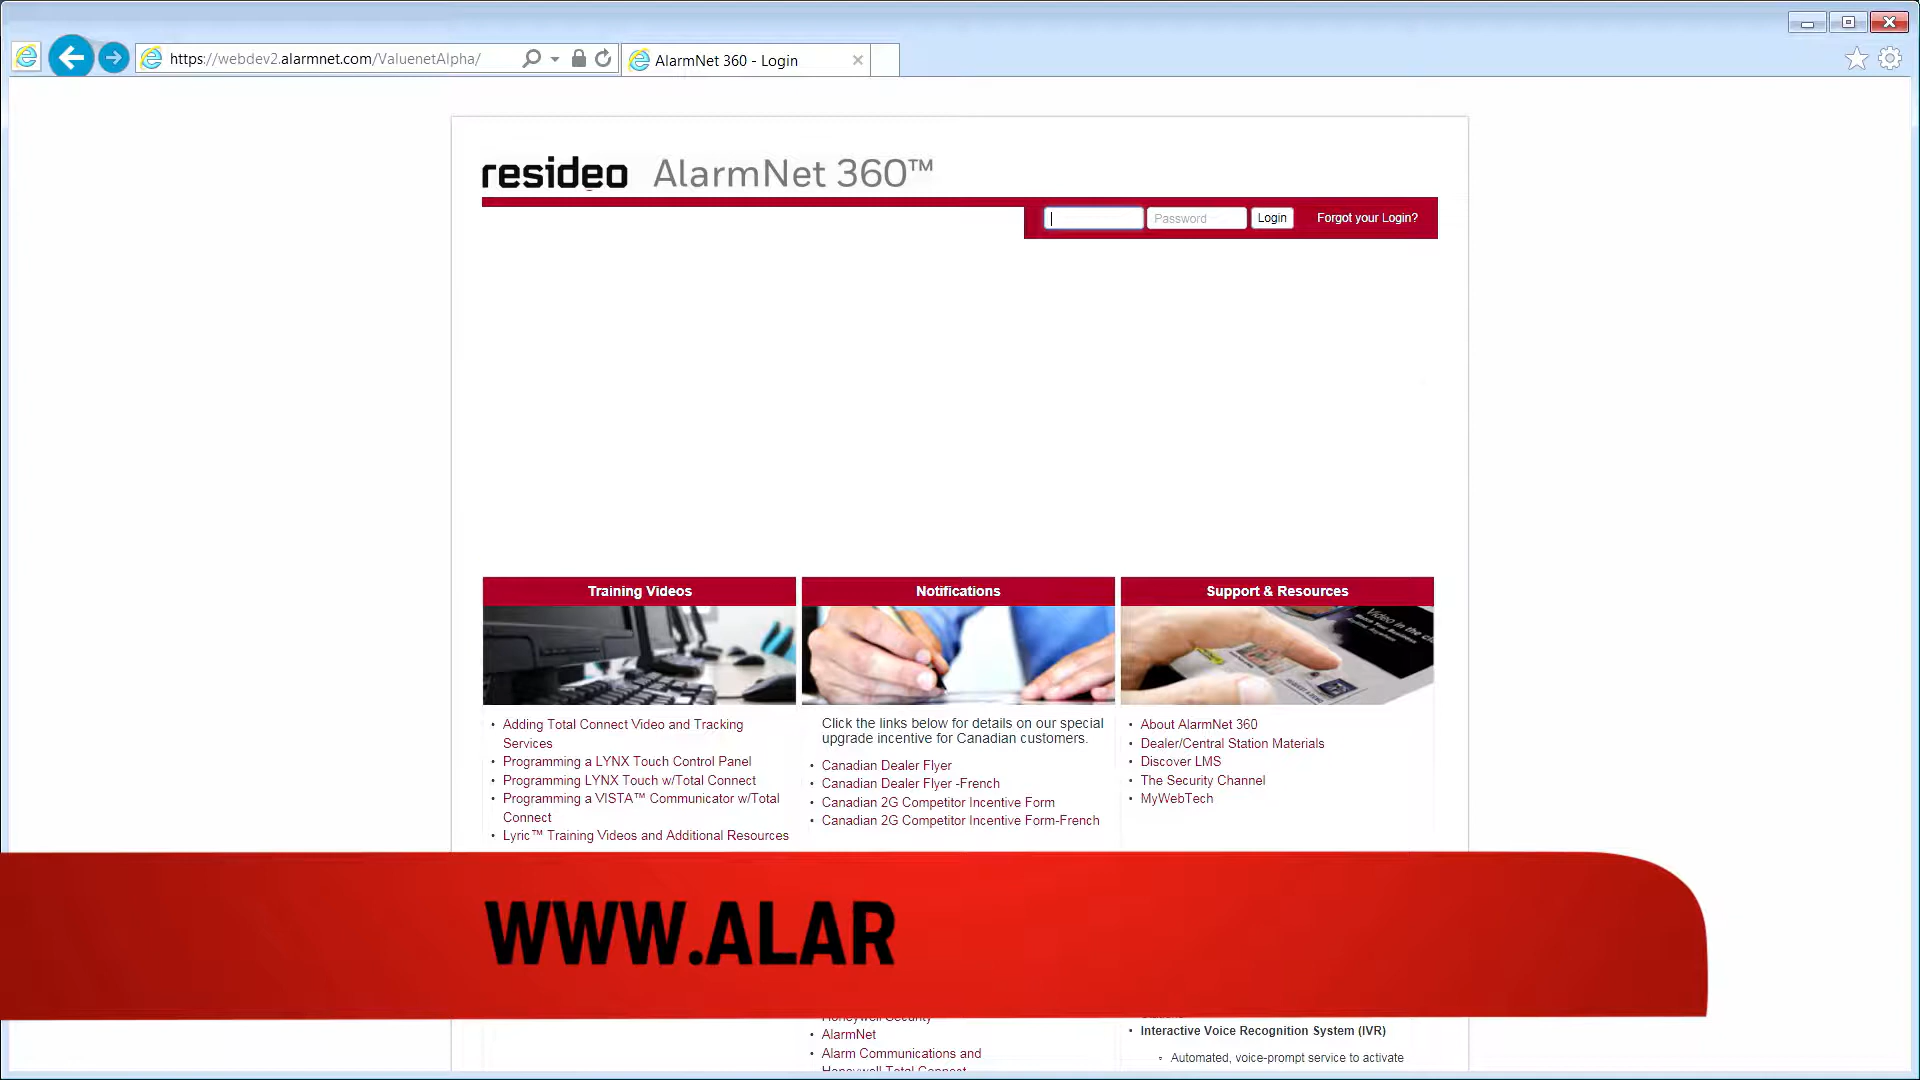 https://webdev2.alarmnet.com/ValuenetAlpha/
AlarmNet 360 - Login
resideo AlarmNet 360™
Password
Login
Forgot your Login?
Training Videos
Notifications
Support & Resources
Adding Total Connect Video and Tracking
Services
Programming a LYNX Touch Control Panel
Programming LYNX Touch w/Total Connect
Programming a VISTA™ Communicator w/Total
Connect
Lyric™ Training Videos and Additional Resources
Click the links below for details on our special
upgrade incentive for Canadian customers.
Canadian Dealer Flyer
Canadian Dealer Flyer -French
Canadian 2G Competitor Incentive Form
Canadian 2G Competitor Incentive Form-French
About AlarmNet 360
Dealer/Central Station Materials
Discover LMS
The Security Channel
MyWebTech
WWW.ALAR
Honeywell Security
AlarmNet
Alarm Communications and
Honeywell Total Connect
Interactive Voice Recognition System (IVR)
Automated, voice-prompt service to activate